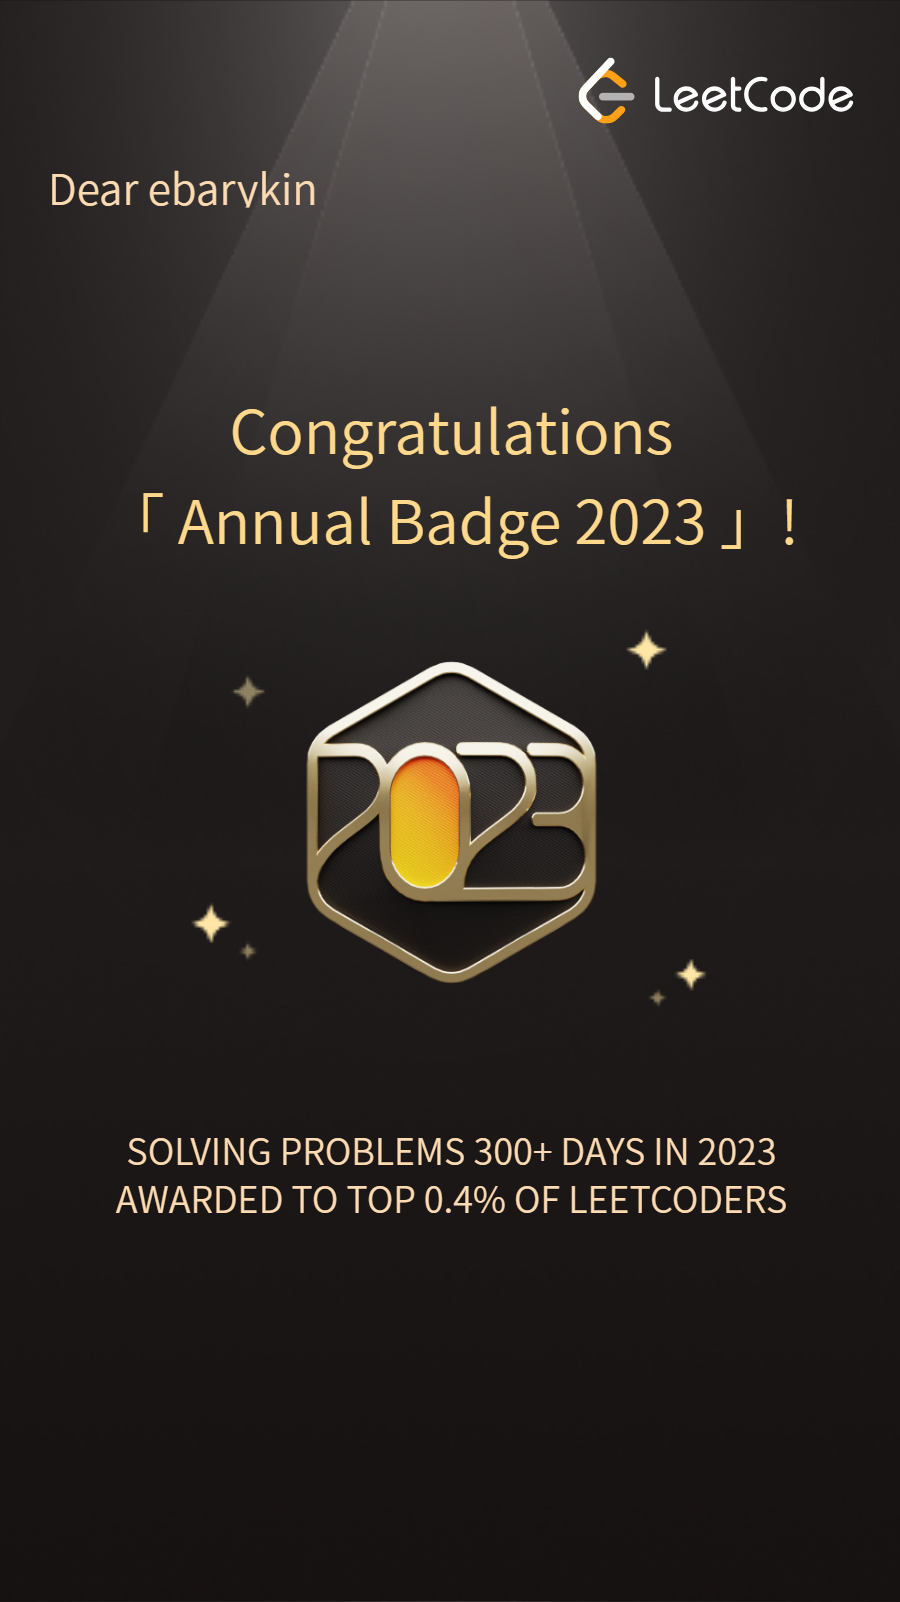 LeetCode
Dear ebarykin
Congratulations
「 Annual Badge 2023 」 !
2023
SOLVING PROBLEMS 300+ DAYS IN 2023
AWARDED TO TOP 0.4% OF LEETCODERS